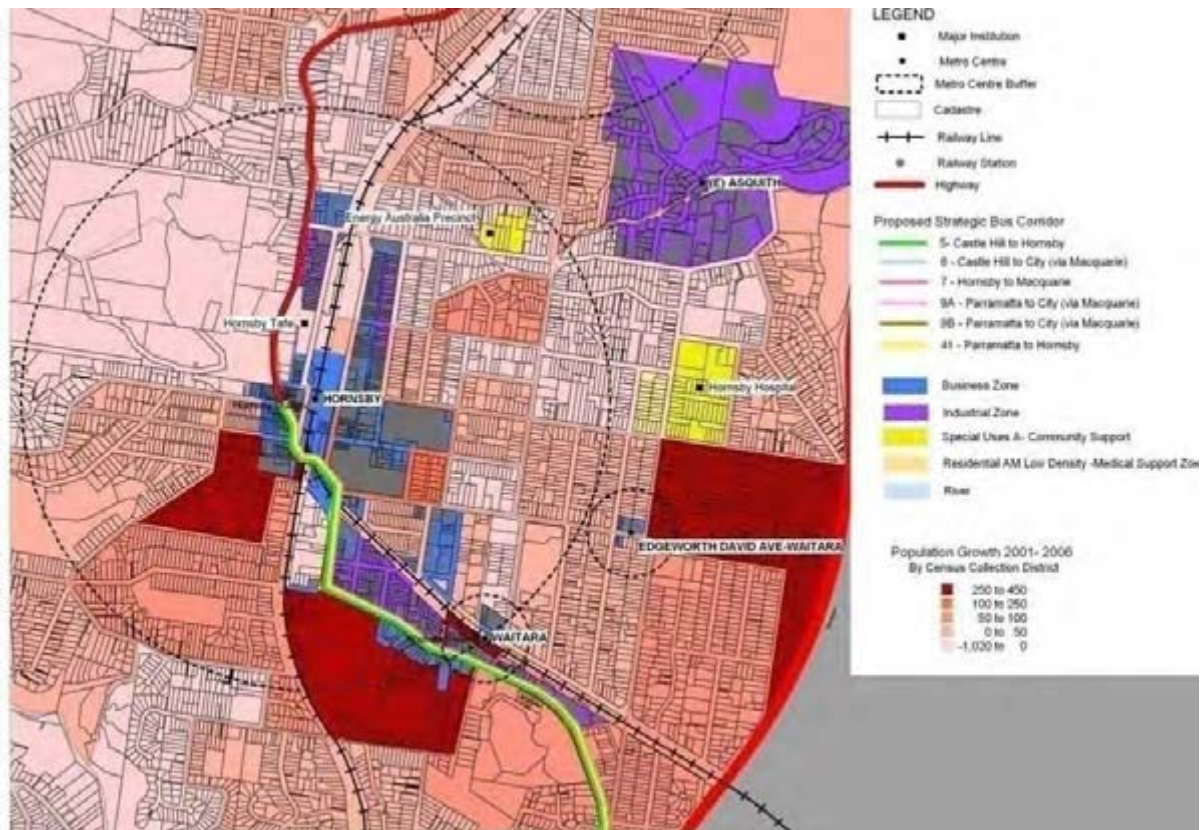 LEGEND
Major Institution
Metro Centre
Metro Centre Buffer
Cadastre
Railway Line
Railway Station
Highway
Proposed Strategic Bus Corridor
5- Castle Hill to Hornsby
6 - Castle Hill to City (via Macquarie)
7 - Hornsby to Macquarie
9A - Parramatta to City (via Macquarie)
9B - Parramatta to City (via Macquarie)
41 - Parramatta to Hornsby
Business Zone
Industrial Zone
Special Uses A- Community Support
Residential AM Low Density -Medical Support Zon
River
Population Growth 2001- 2006
By Census Collection District
250 to 450
100 to 250
50 to 100
0 to 50
-1,020 to 0
(E) ASQUITH
Energy Australia Precinct
Hornsby Tafe
Hornsby Hospital
HORNSBY
EDGEWORTH DAVID AVE-WAITARA
WAITARA